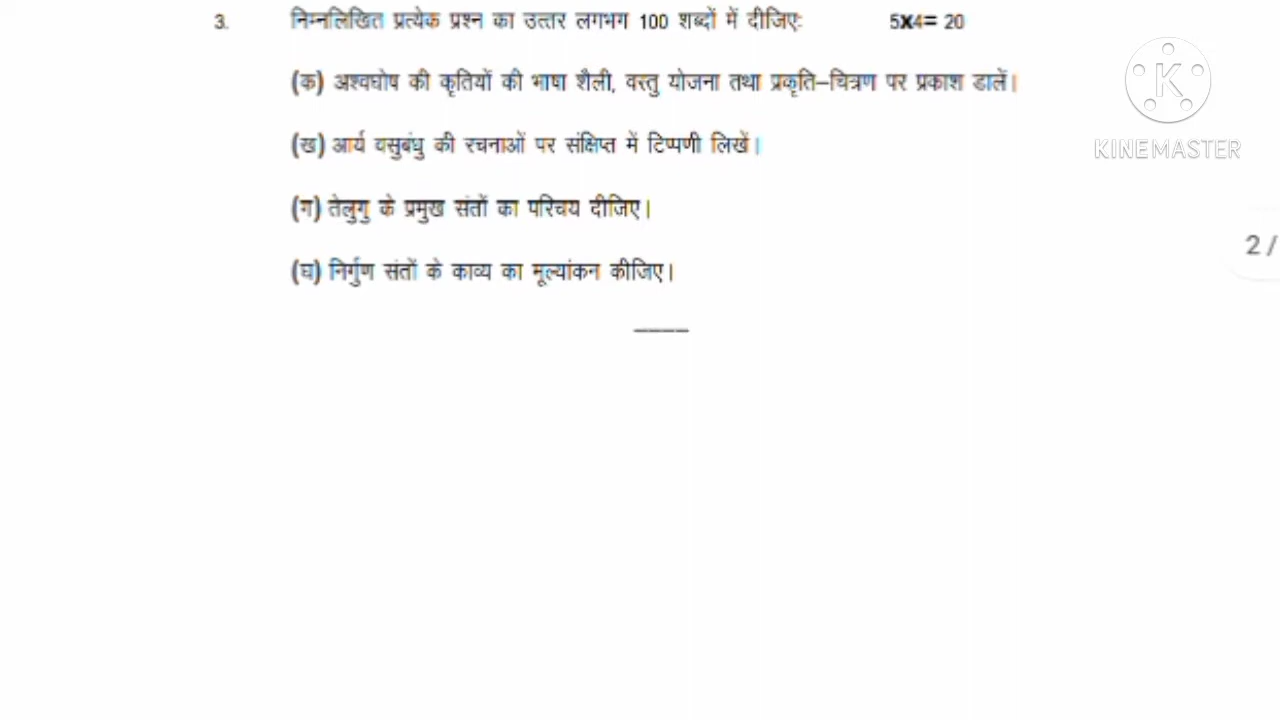 3. निम्नलिखित प्रत्येक प्रश्न का उत्तर लगभग 100 शब्दों में दीजिएः 5x4= 20
(क) अश्वघोष की कृतियों की भाषा शैली, वस्तु योजना तथा प्रकृति–चित्रण पर प्रकाश डालें।
(ख) आर्य वसुबंधु की रचनाओं पर संक्षिप्त में टिप्पणी लिखें।
(ग) तेलुगु के प्रमुख संतों का परिचय दीजिए।
(घ) निर्गुण संतों के काव्य का मूल्यांकन कीजिए।
K
KINEMASTER
2 /